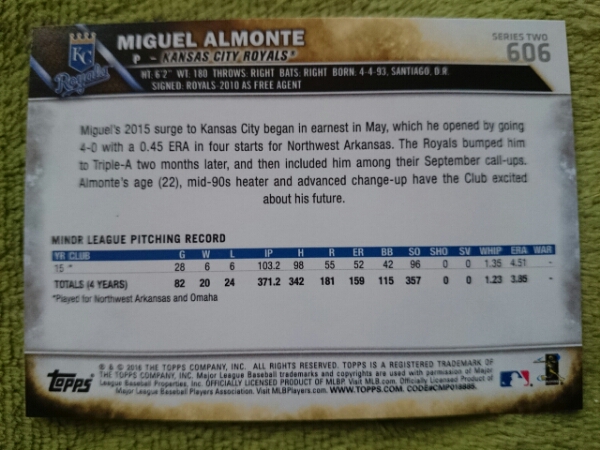 KC
Royals
MIGUEL ALMONTE
P - KANSAS CITY ROYALS®
SERIES TWO
606
HT: 6'2" WT: 180 THROWS: RIGHT BATS: RIGHT BORN: 4-4-93, SANTIAGO, D.R.
SIGNED: ROYALS-2010 AS FREE AGENT
Miguel's 2015 surge to Kansas City began in earnest in May, which he opened by going
4-0 with a 0.45 ERA in four starts for Northwest Arkansas. The Royals bumped him
to Triple-A two months later, and then included him among their September call-ups.
Almonte's age (22), mid-90s heater and advanced change-up have the Club excited
about his future.
MINOR LEAGUE PITCHING RECORD
YR CLUB G W L IP H R ER BB SO SHO SV WHIP ERA WAR
15 * 28 6 6 103.2 98 55 52 42 96 0 0 1.35 4.51 -
TOTALS (4 YEARS) 82 20 24 371.2 342 181 159 115 357 0 0 1.23 3.85 -
*Played for Northwest Arkansas and Omaha
Topps
® & © 2016 THE TOPPS COMPANY, INC. ALL RIGHTS RESERVED. TOPPS IS A REGISTERED TRADEMARK OF
THE TOPPS COMPANY, INC. Major League Baseball trademarks and copyrights are used with permission of Major
League Baseball Properties, Inc. OFFICIALLY LICENSED PRODUCT OF MLBP. Visit MLB.com. Officially Licensed Product of
Major League Baseball Players Association. Visit MLBPlayers.com. WWW.TOPPS.COM. CODE#CMP018885.